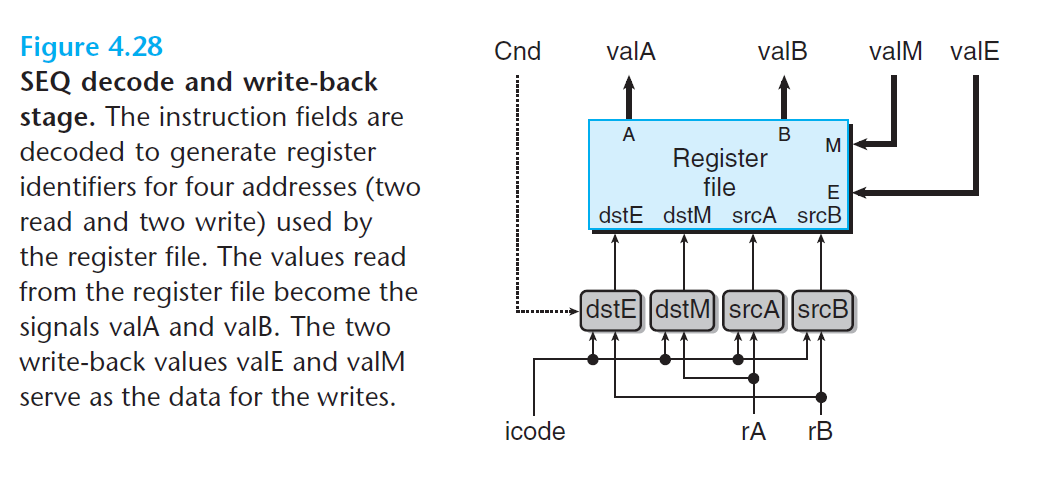 Figure 4.28
SEQ decode and write-back
stage. The instruction fields are
decoded to generate register
identifiers for four addresses (two
read and two write) used by
the register file. The values read
from the register file become the
signals valA and valB. The two
write-back values valE and valM
serve as the data for the writes.
Cnd valA valB valM valE
A B
M
Register
file
E
dstE dstM srcA srcB
dstE dstM srcA srcB
icode rA rB